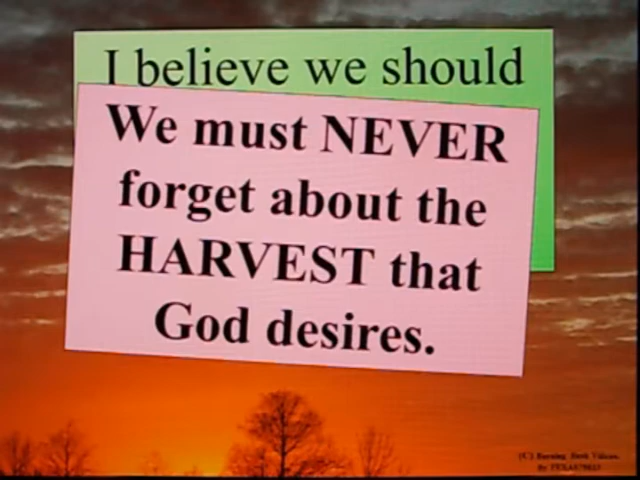 I believe we should
We must NEVER
forget about the
HARVEST that
God desires.